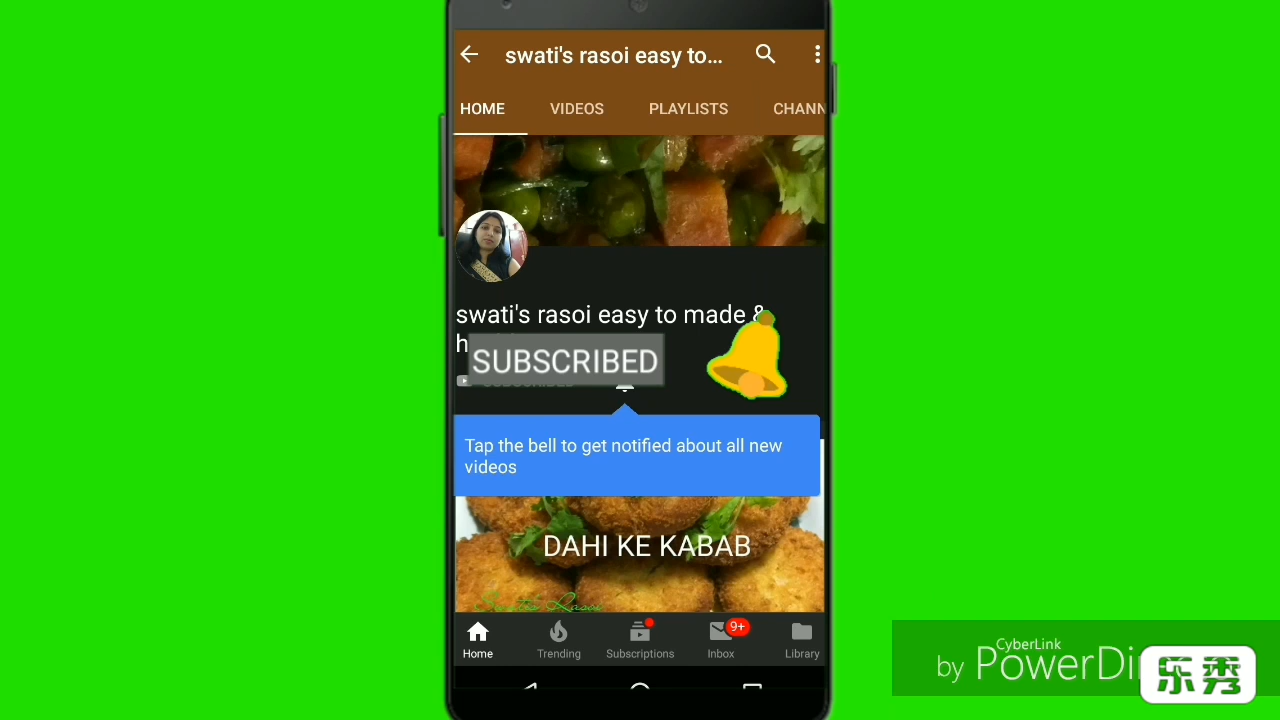 swati's rasoi easy to...
HOME VIDEOS PLAYLISTS CHANN
swati's rasoi easy to made &
h
SUBSCRIBED
Tap the bell to get notified about all new
videos
DAHI KE KABAB
9+
Home Trending Subscriptions Inbox Library
CyberLink
by PowerDi
乐秀